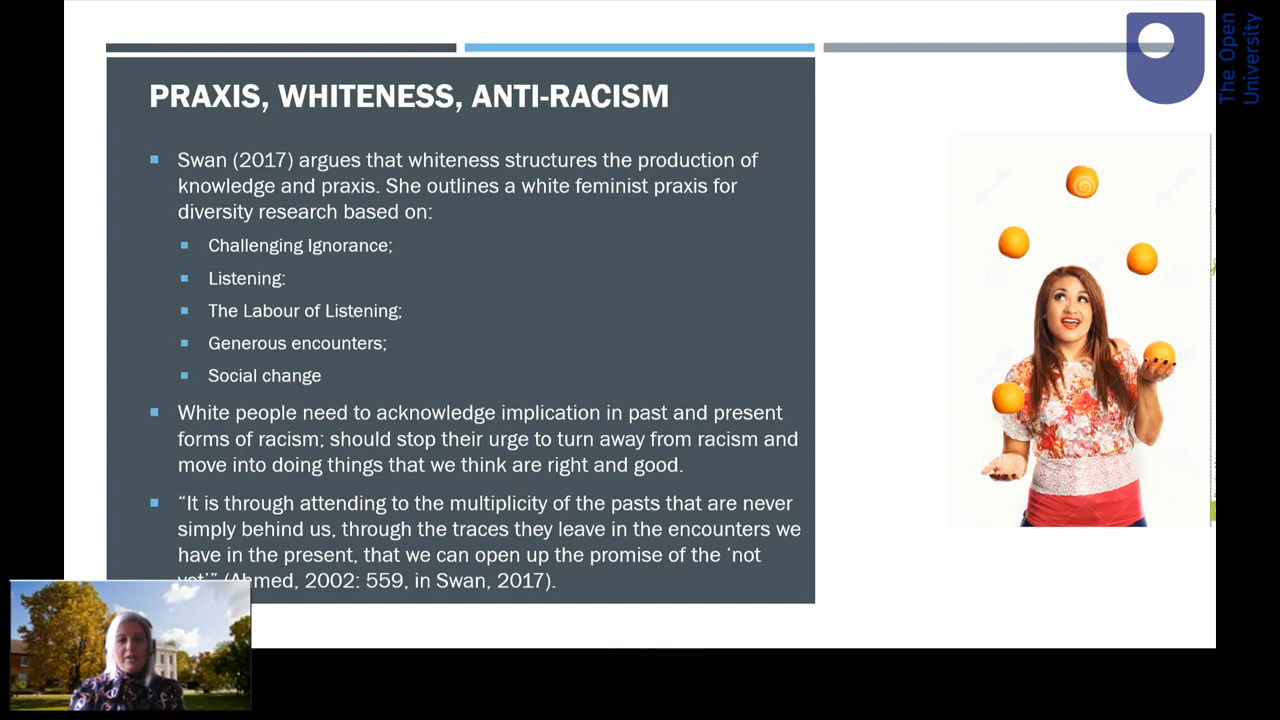 PRAXIS, WHITENESS, ANTI-RACISM
Swan (2017) argues that whiteness structures the production of
knowledge and praxis. She outlines a white feminist praxis for
diversity research based on:
Challenging Ignorance;
Listening:
The Labour of Listening;
Generous encounters;
Social change
White people need to acknowledge implication in past and present
forms of racism; should stop their urge to turn away from racism and
move into doing things that we think are right and good.
“It is through attending to the multiplicity of the pasts that are never
simply behind us, through the traces they leave in the encounters we
have in the present, that we can open up the promise of the ‘not
yet’” (Ahmed, 2002: 559, in Swan, 2017).
The Open
University